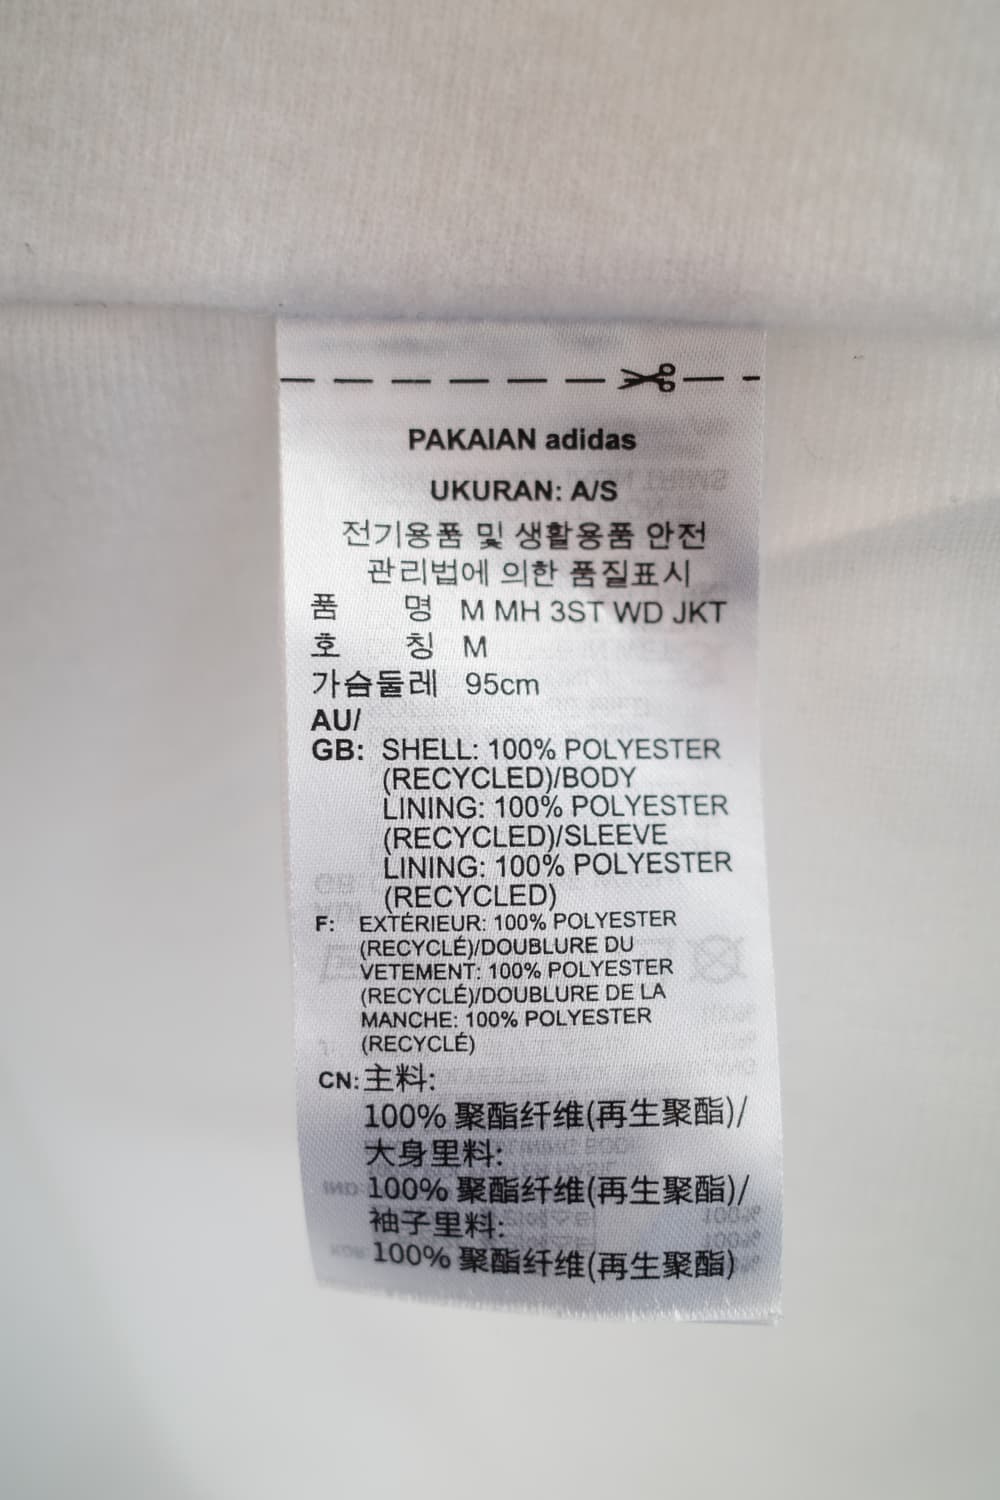 PAKAIAN adidas
UKURAN: A/S
전기용품 및 생활용품 안전
관리법에 의한 품질표시
품 명 M MH 3ST WD JKT
호 칭 M
가슴둘레 95cm
AU/
GB: SHELL: 100% POLYESTER
(RECYCLED)/BODY
LINING: 100% POLYESTER
(RECYCLED)/SLEEVE
LINING: 100% POLYESTER
(RECYCLED)
F: EXTÉRIEUR: 100% POLYESTER
(RECYCLÉ)/DOUBLURE DU
VETEMENT: 100% POLYESTER
(RECYCLÉ)/DOUBLURE DE LA
MANCHE: 100% POLYESTER
(RECYCLÉ)
CN: 主料:
100% 聚酯纤维(再生聚酯)/
大身里料:
100% 聚酯纤维(再生聚酯)/
袖子里料:
100% 聚酯纤维(再生聚酯)